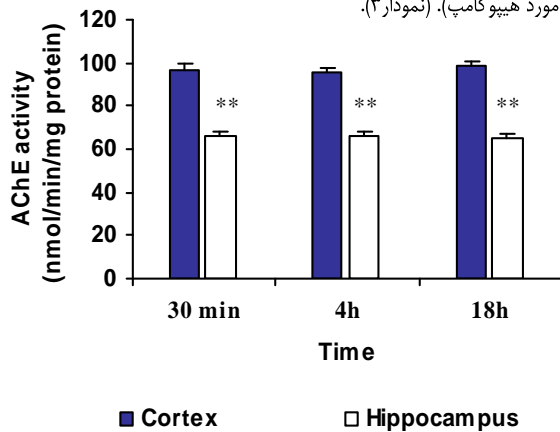 مورد هیپوکامپ). (نمودار۳).
AChE activity
(nmol/min/mg protein)
120
100
80
60
40
20
0
**
**
**
30 min 4h 18h
Time
Cortex Hippocampus